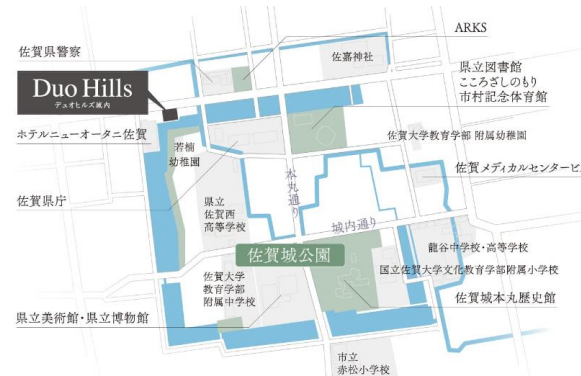 ARKS
佐賀県警察
佐嘉神社
県立図書館
こころざしのもり
市村記念体育館
Duo Hills
デュオヒルズ城内
ホテルニューオータニ佐賀
若楠
幼稚園
佐賀大学教育学部 附属幼稚園
佐賀メディカルセンタービ
本丸通り
佐賀県庁
県立
佐賀西
高等学校
城内通り
龍谷中学校・高等学校
佐賀城公園
佐賀大学
教育学部
附属中学校
国立佐賀大学文化教育学部附属小学校
佐賀城本丸歴史館
県立美術館・県立博物館
市立
赤松小学校